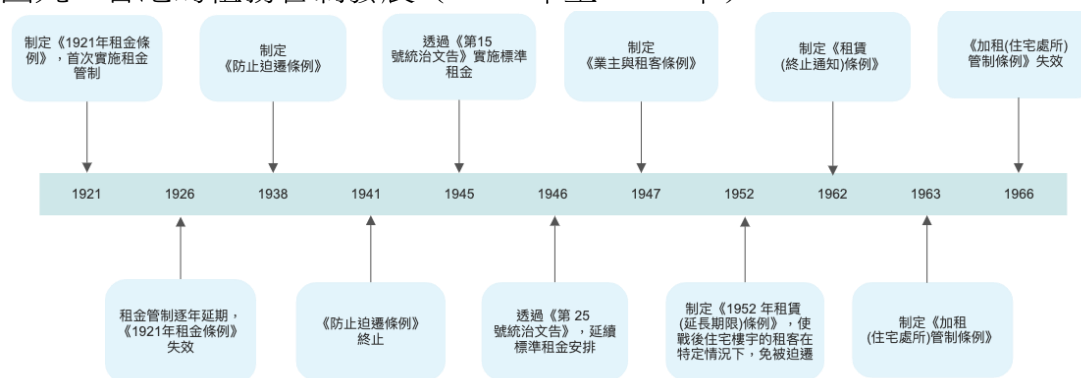 制定《1921年租金條
例》，首次實施租金
管制
制定
《防止迫遷條例》
透過《第15
號統治文告》實施標準
租金
制定
《業主與租客條例》
制定《租賃
(終止通知)條例》
《加租(住宅處所)
管制條例》失效
1921
1926
1938
1941
1945
1946
1947
1952
1962
1963
1966
租金管制逐年延期，
《1921年租金條例》
失效
《防止迫遷條例》
終止
透過《第 25
號統治文告》，延續
標準租金安排
制定《1952 年租賃
(延長期限)條例》，使
戰後住宅樓宇的租客在
特定情況下，免被迫遷
制定《加租
(住宅處所)管制條例》